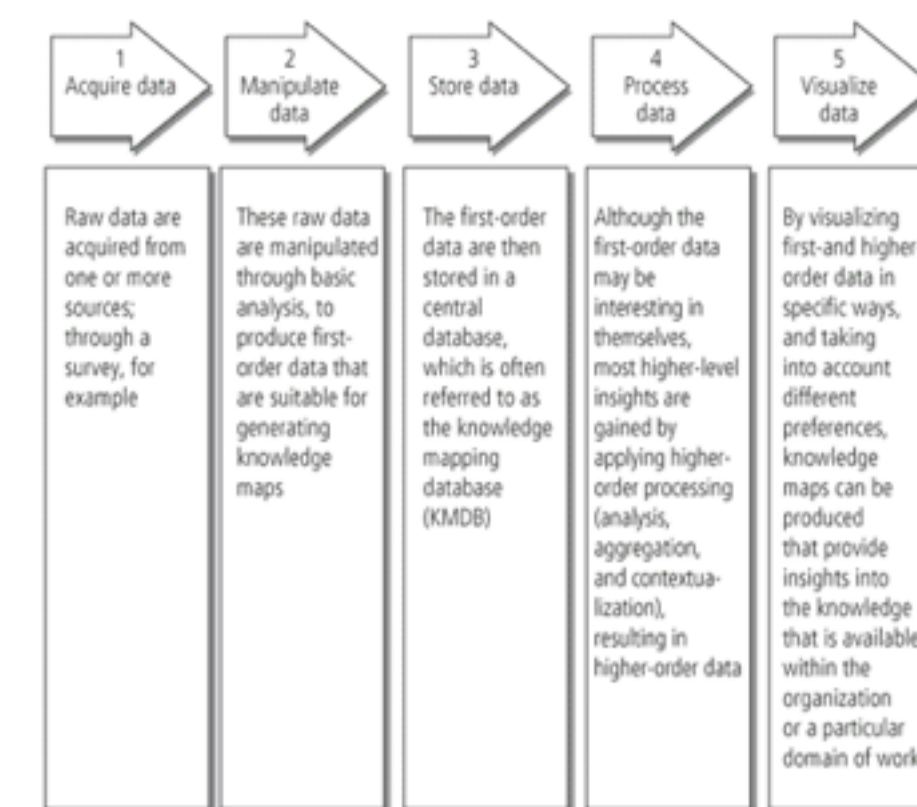 1
Acquire data
2
Manipulate
data
3
Store data
4
Process
data
5
Visualize
data
Raw data are
acquired from
one or more
sources;
through a
survey, for
example
These raw data
are manipulated
through basic
analysis, to
produce first-
order data that
are suitable for
generating
knowledge
maps
The first-order
data are then
stored in a
central
database,
which is often
referred to as
the knowledge
mapping
database
(KMDB)
Although the
first-order data
may be
interesting in
themselves,
most higher-level
insights are
gained by
applying higher-
order processing
(analysis,
aggregation,
and contextua-
lization),
resulting in
higher-order data
By visualizing
first-and higher
order data in
specific ways,
and taking
into account
different
preferences,
knowledge
maps can be
produced
that provide
insights into
the knowledge
that is available
within the
organization
or a particular
domain of work